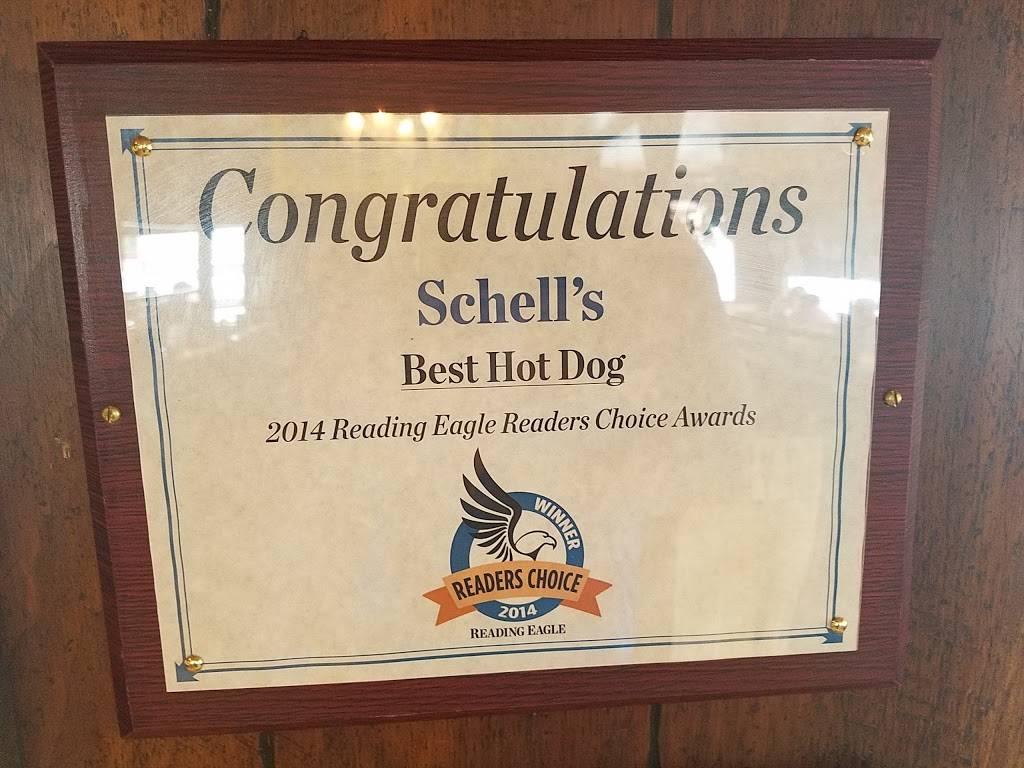 Congratulations
Schell's
Best Hot Dog
2014 Reading Eagle Readers Choice Awards
WINNER
READERS CHOICE
2014
READING EAGLE